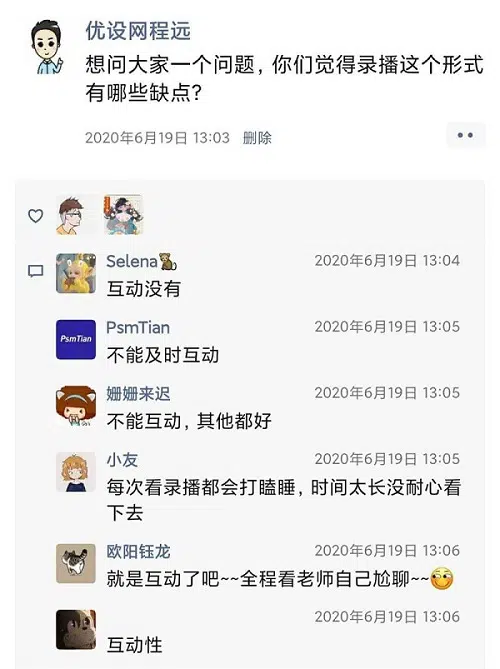 优设网程远
想问大家一个问题，你们觉得录播这个形式
有哪些缺点？
2020年6月19日 13:03 删除
Selena
2020年6月19日 13:04
互动没有
PsmTian
PsmTian
2020年6月19日 13:05
不能及时互动
姗姗来迟
2020年6月19日 13:05
不能互动，其他都好
小友
2020年6月19日 13:05
每次看录播都会打瞌睡，时间太长没耐心看
下去
欧阳钰龙
2020年6月19日 13:06
就是互动了吧~~全程看老师自己尬聊~~
2020年6月19日 13:06
互动性